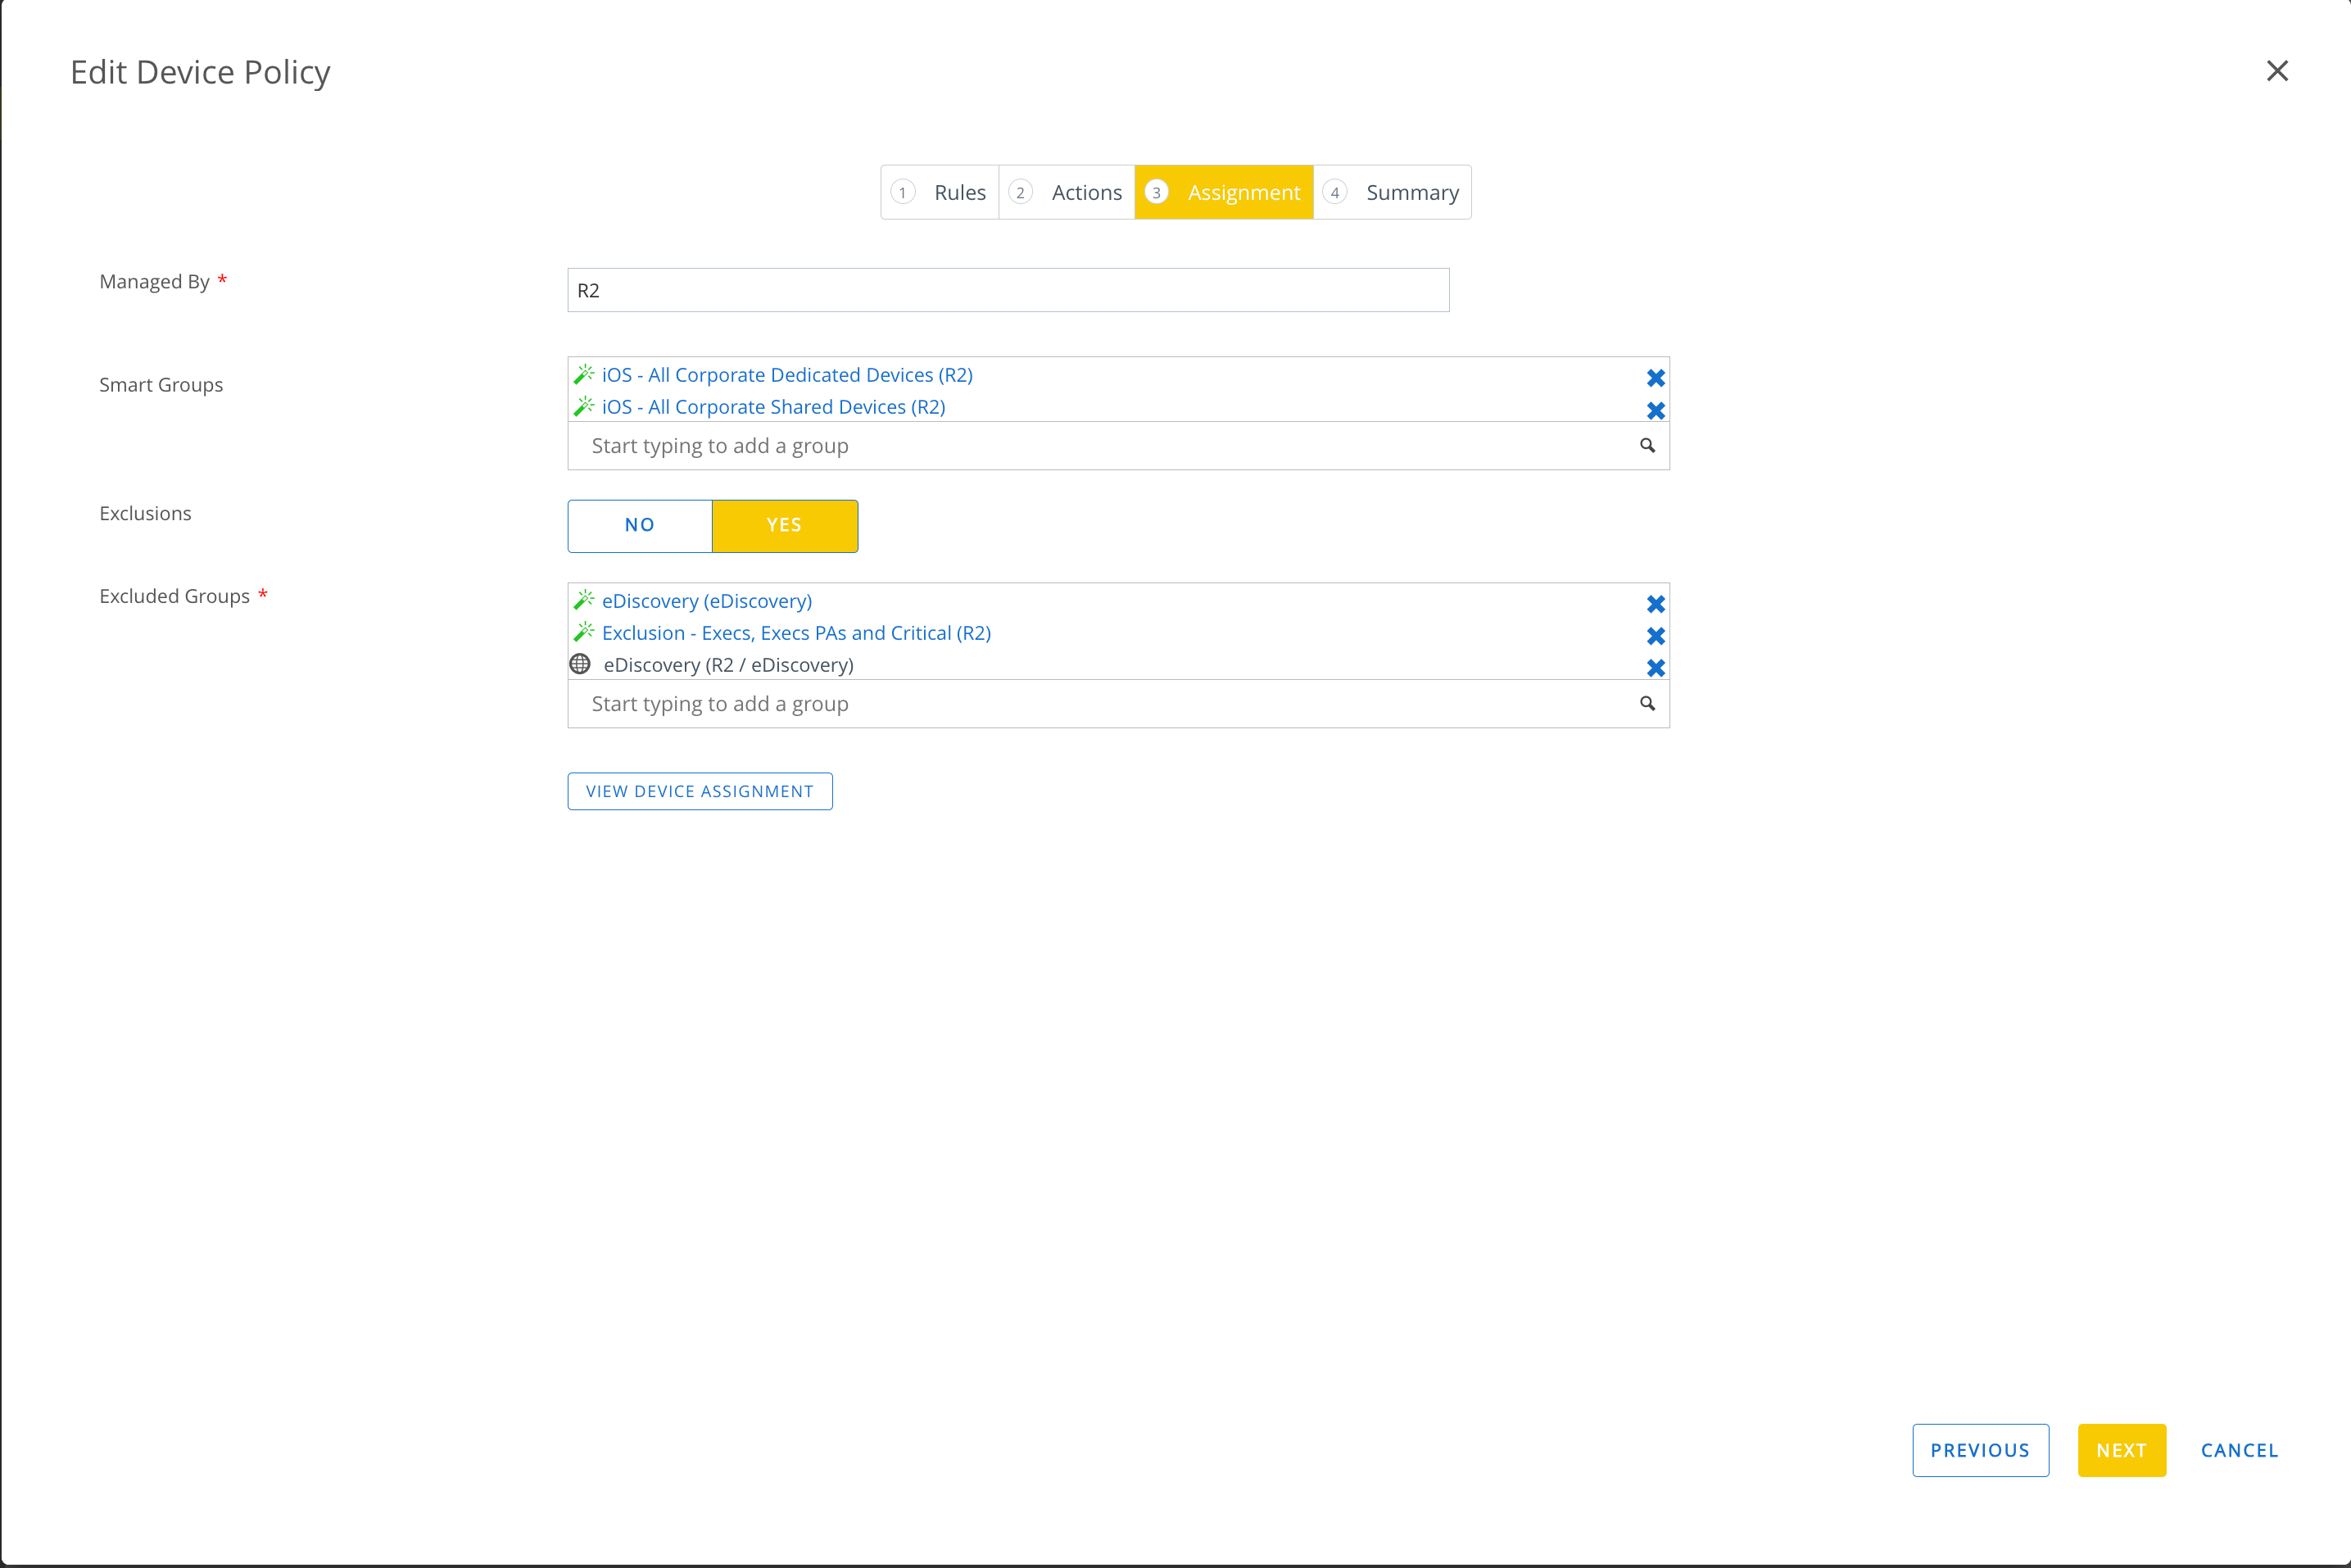 Edit Device Policy
1 Rules 2 Actions 3 Assignment 4 Summary
Managed By *
R2
Smart Groups
iOS - All Corporate Dedicated Devices (R2)
iOS - All Corporate Shared Devices (R2)
Start typing to add a group
Exclusions
NO YES
Excluded Groups *
eDiscovery (eDiscovery)
Exclusion - Execs, Execs PAs and Critical (R2)
eDiscovery (R2 / eDiscovery)
Start typing to add a group
VIEW DEVICE ASSIGNMENT
PREVIOUS NEXT CANCEL